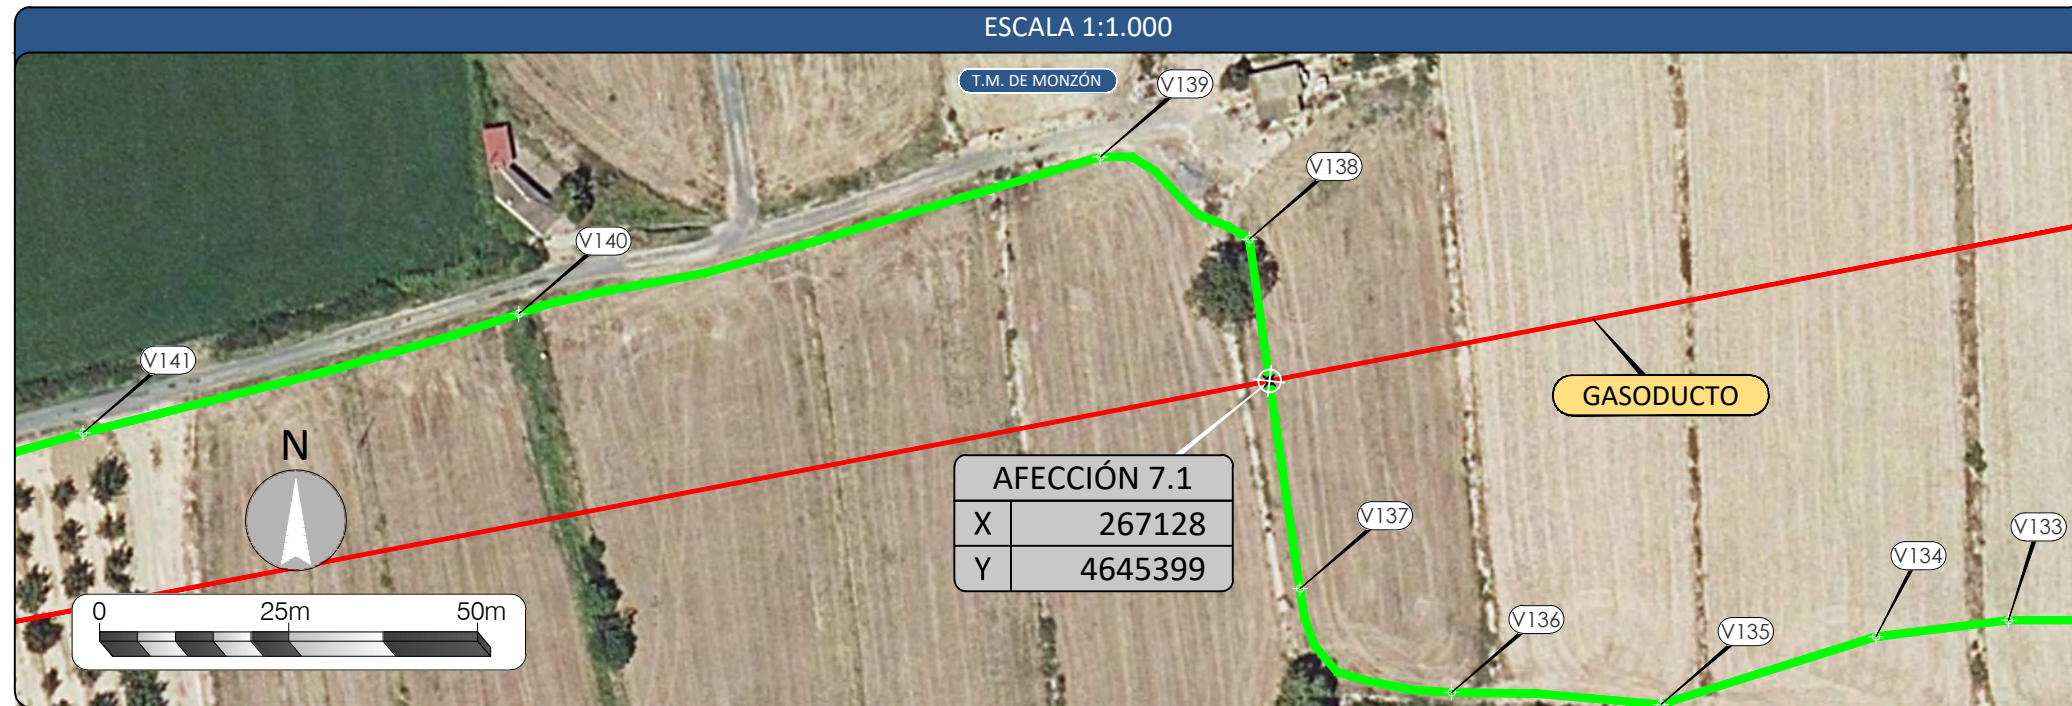 ESCALA 1:1.000
T.M. DE MONZÓN
V139
V138
V140
V141
GASODUCTO
N
AFECCIÓN 7.1
X 267128
Y 4645399
V137
V133
V134
V136
V135
0 25m 50m